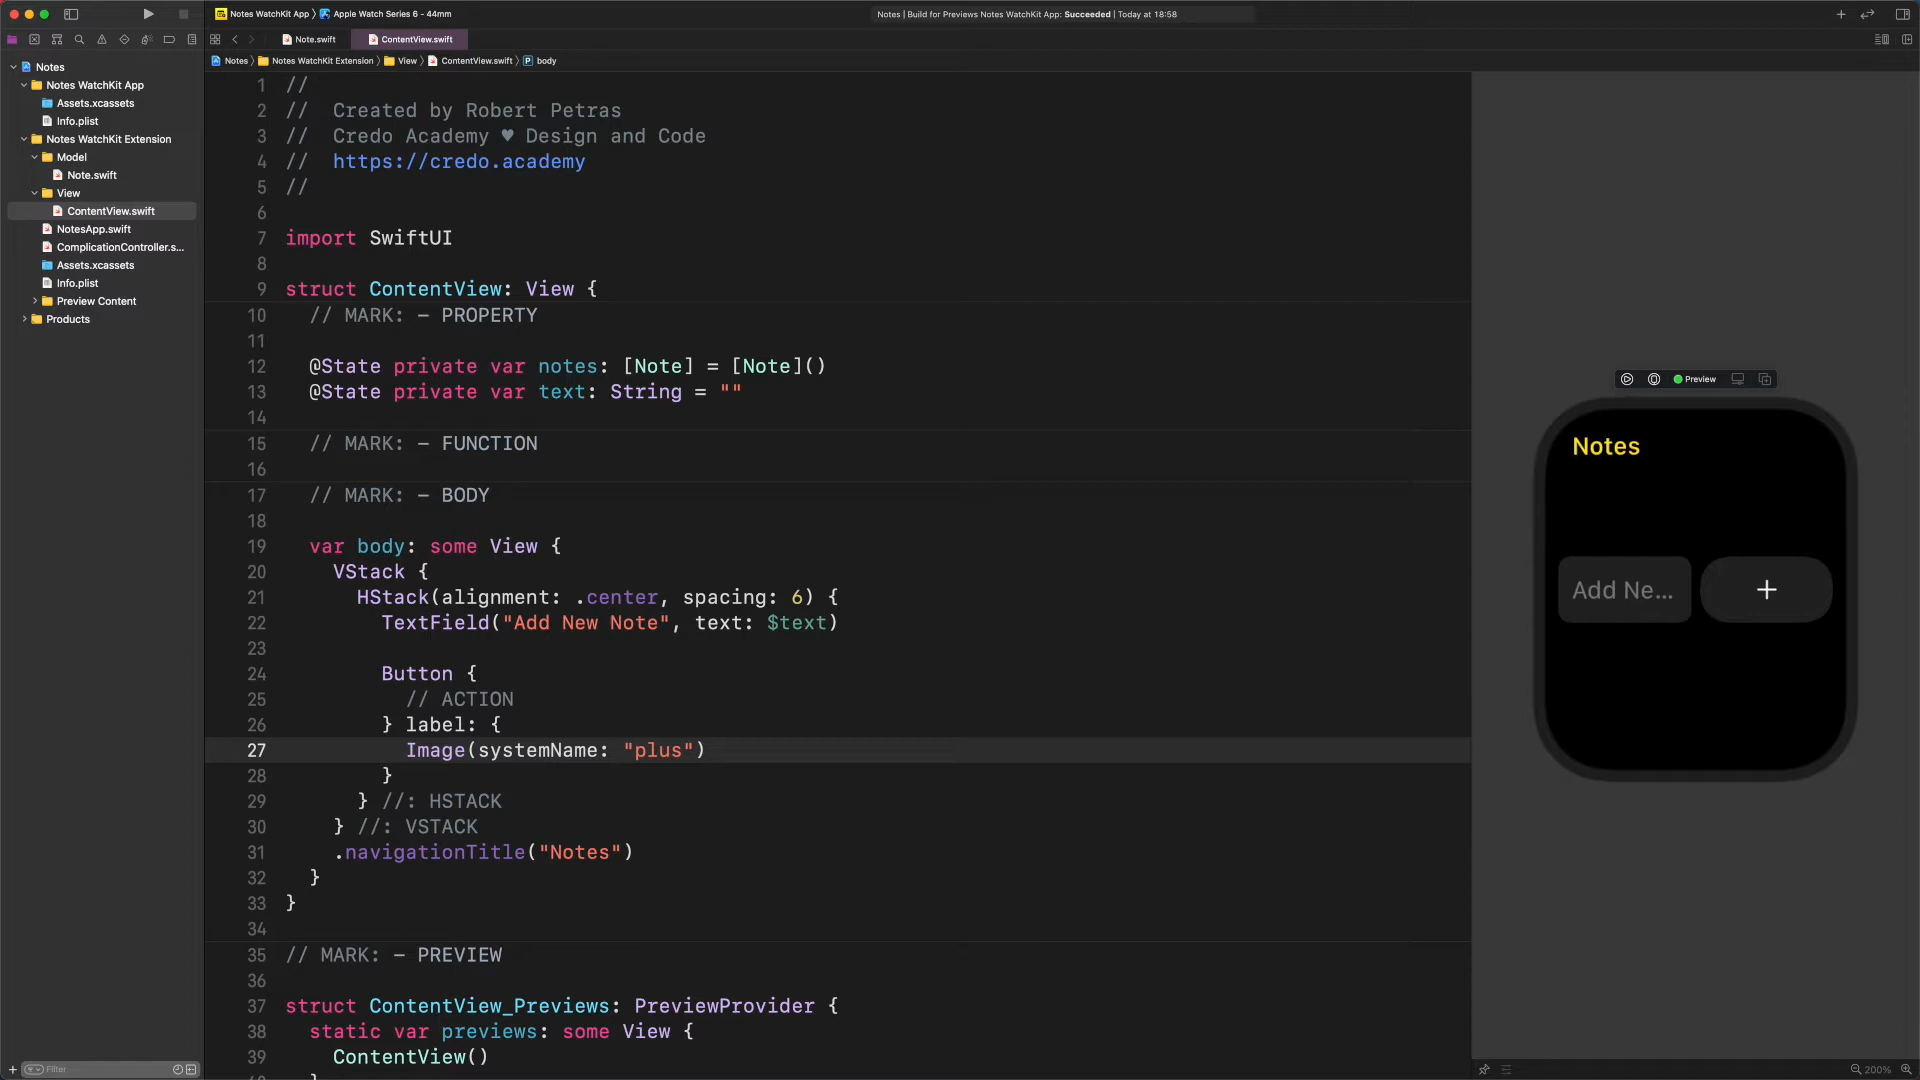 Notes WatchKit App
Apple Watch Series 6 - 44mm
Notes | Build for Previews Notes WatchKit App: Succeeded | Today at 18:58
Note.swift
ContentView.swift
Notes
Notes WatchKit Extension
View
ContentView.swift
P
body
Notes
Notes WatchKit App
Assets.xcassets
Info.plist
Notes WatchKit Extension
Model
Note.swift
View
ContentView.swift
NotesApp.swift
ComplicationController.s...
Assets.xcassets
Info.plist
Preview Content
Products
Filter
1 //
2 //  Created by Robert Petras
3 //  Credo Academy ♥ Design and Code
4 //  https://credo.academy
5 //
6
7 import SwiftUI
8
9 struct ContentView: View {
10   // MARK: - PROPERTY
11
12   @State private var notes: [Note] = [Note]()
13   @State private var text: String = ""
14
15   // MARK: - FUNCTION
16
17   // MARK: - BODY
18
19   var body: some View {
20     VStack {
21       HStack(alignment: .center, spacing: 6) {
22         TextField("Add New Note", text: $text)
23
24         Button {
25           // ACTION
26         } label: {
27           Image(systemName: "plus")
28         }
29       } //: HSTACK
30     } //: VSTACK
31     .navigationTitle("Notes")
32   }
33 }
34
35 // MARK: - PREVIEW
36
37 struct ContentView_Previews: PreviewProvider {
38   static var previews: some View {
39     ContentView()
Preview
Notes
Add Ne...
+
200%